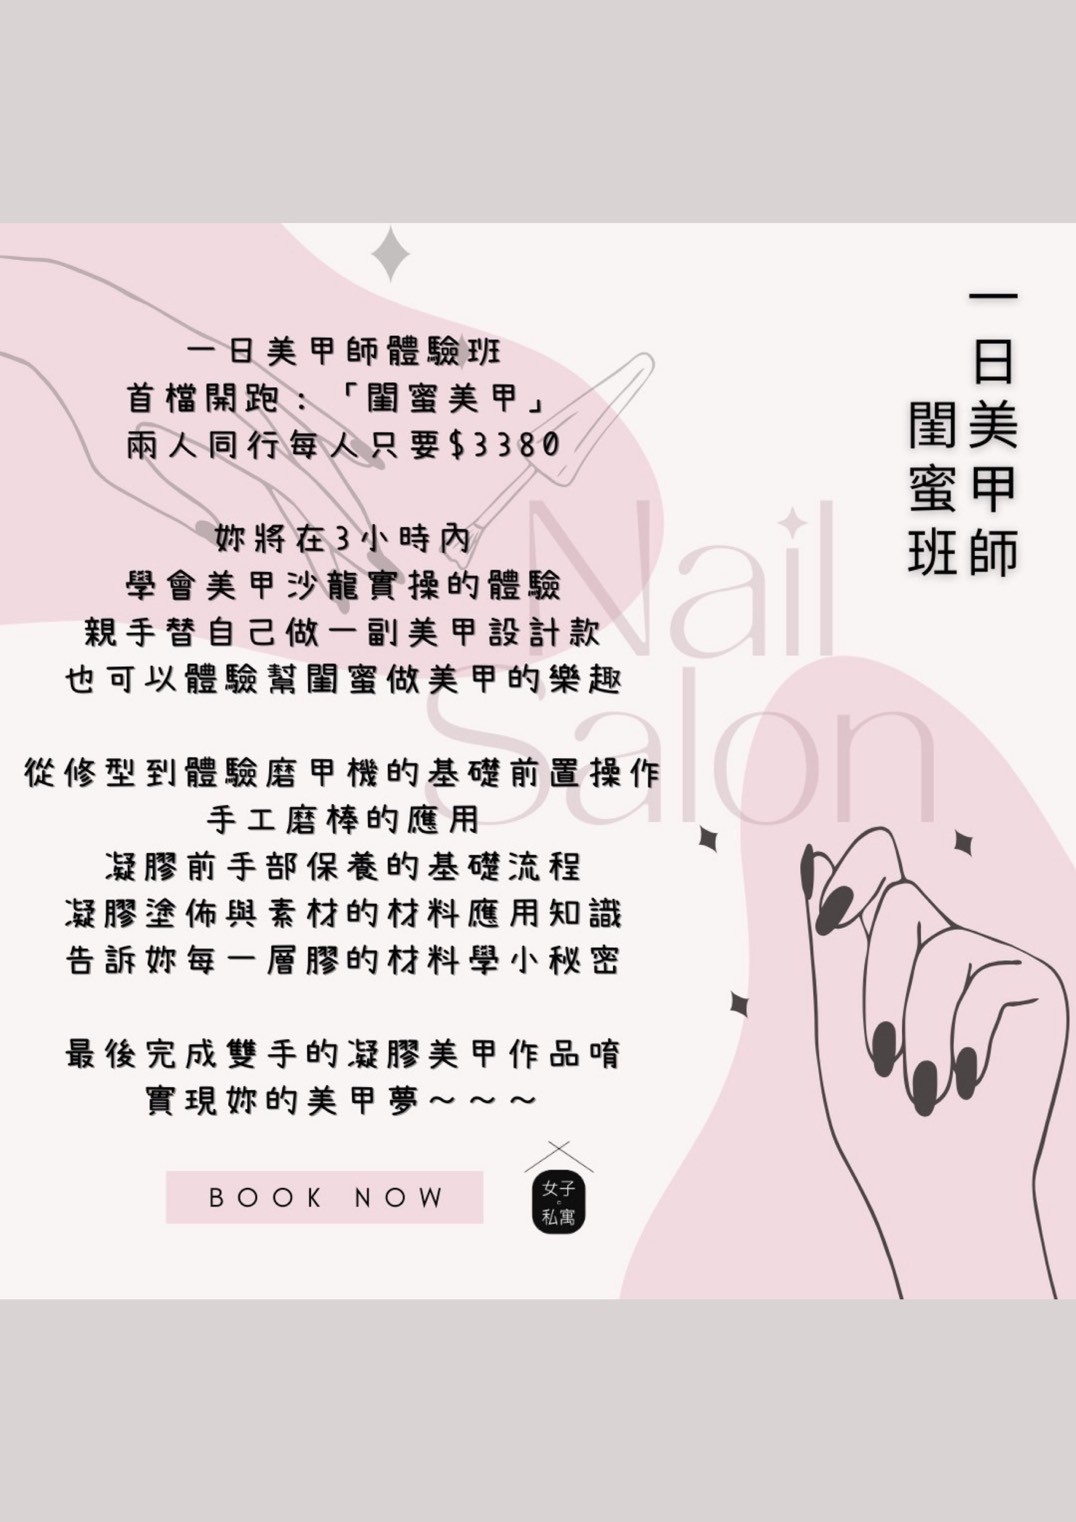 一日美甲師
閨蜜班
一日美甲師體驗班
首檔開跑：「閨蜜美甲」
兩人同行每人只要$3380
妳將在3小時內
學會美甲沙龍實操的體驗
親手替自己做一副美甲設計款
也可以體驗幫閨蜜做美甲的樂趣
從修型到體驗磨甲機的基礎前置操作
手工磨棒的應用
凝膠前手部保養的基礎流程
凝膠塗佈與素材的材料應用知識
告訴妳每一層膠的材料學小秘密
最後完成雙手的凝膠美甲作品唷
實現妳的美甲夢～～～
Nail
Salon
BOOK NOW
女子
私寓